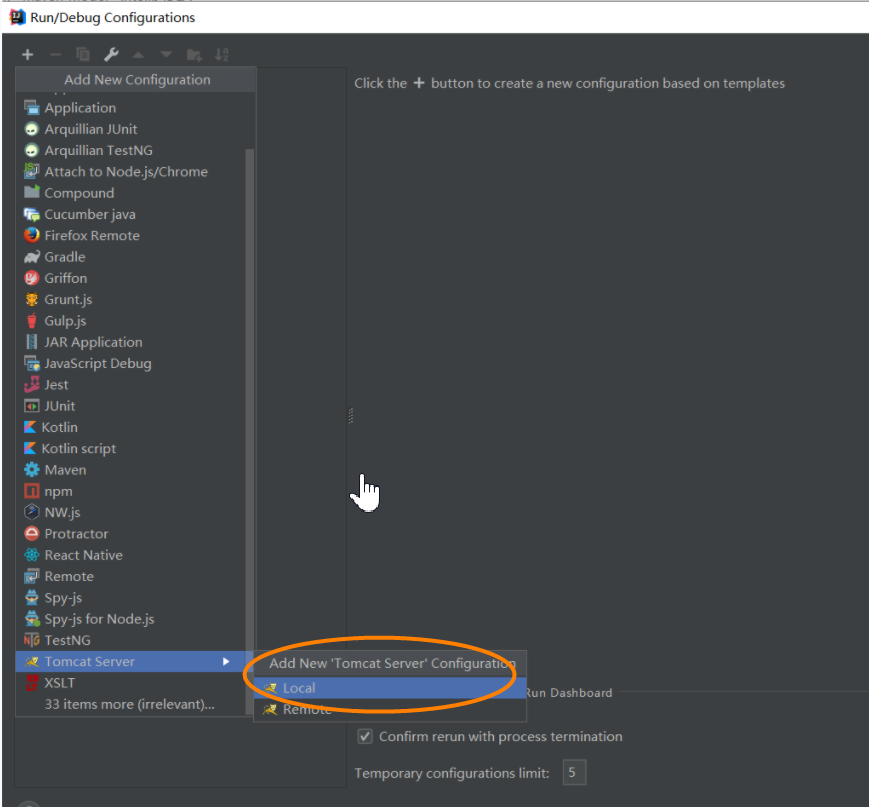 Run/Debug Configurations
Add New Configuration
Click the + button to create a new configuration based on templates
Application
Arquillian JUnit
Arquillian TestNG
Attach to Node.js/Chrome
Compound
Cucumber java
Firefox Remote
Gradle
Griffon
Grunt.js
Gulp.js
JAR Application
JavaScript Debug
Jest
JUnit
Kotlin
Kotlin script
Maven
npm
NW.js
Protractor
React Native
Remote
Spy-js
Spy-js for Node.js
TestNG
Tomcat Server
XSLT
33 items more (irrelevant)...
Add New 'Tomcat Server' Configuration
Local
Remote
Run Dashboard
Confirm rerun with process termination
Temporary configurations limit: 5